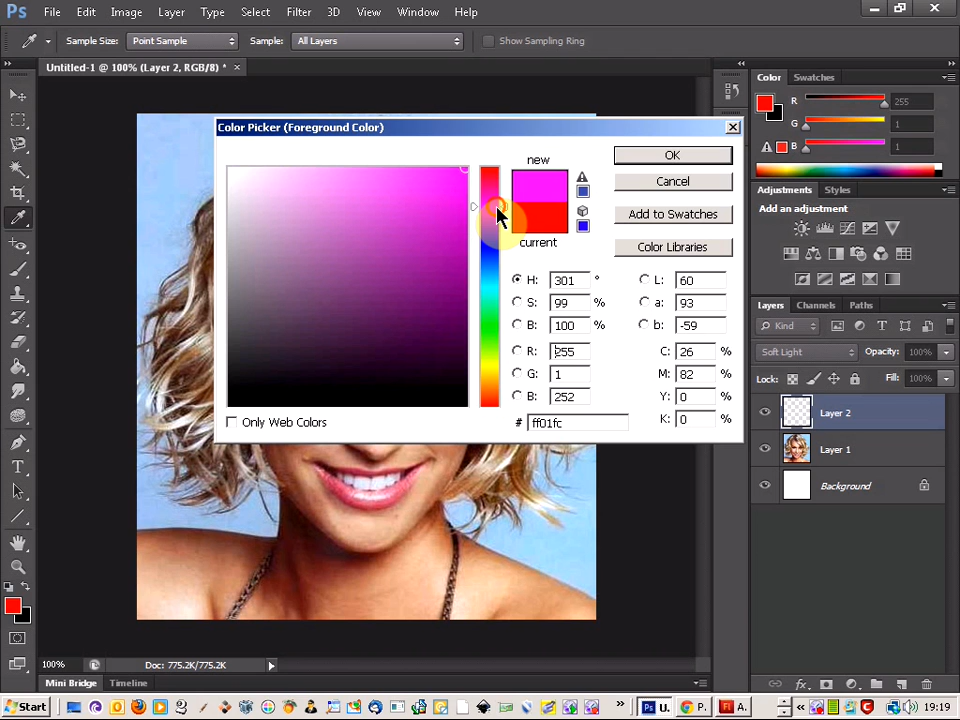 Ps File Edit Image Layer Type Select Filter 3D View Window Help
Sample Size: Point Sample Sample: All Layers Show Sampling Ring
Untitled-1 @ 100% (Layer 2, RGB/8) * ×
Color Swatches
R 255
G 1
B 1
Color Picker (Foreground Color)
new
current
OK
Cancel
Add to Swatches
Color Libraries
H: 301 ° L: 60
S: 99 % a: 93
B: 100 % b: -59
R: 255 C: 26 %
G: 1 M: 82 %
B: 252 Y: 0 %
# ff01fc K: 0 %
Only Web Colors
Adjustments Styles
Add an adjustment
Layers Channels Paths
Kind
Soft Light Opacity: 100%
Lock: Fill: 100%
Layer 2
Layer 1
Background
100% Doc: 775.2K/775.2K
Mini Bridge Timeline
Start Ps U. P. A. 19:19